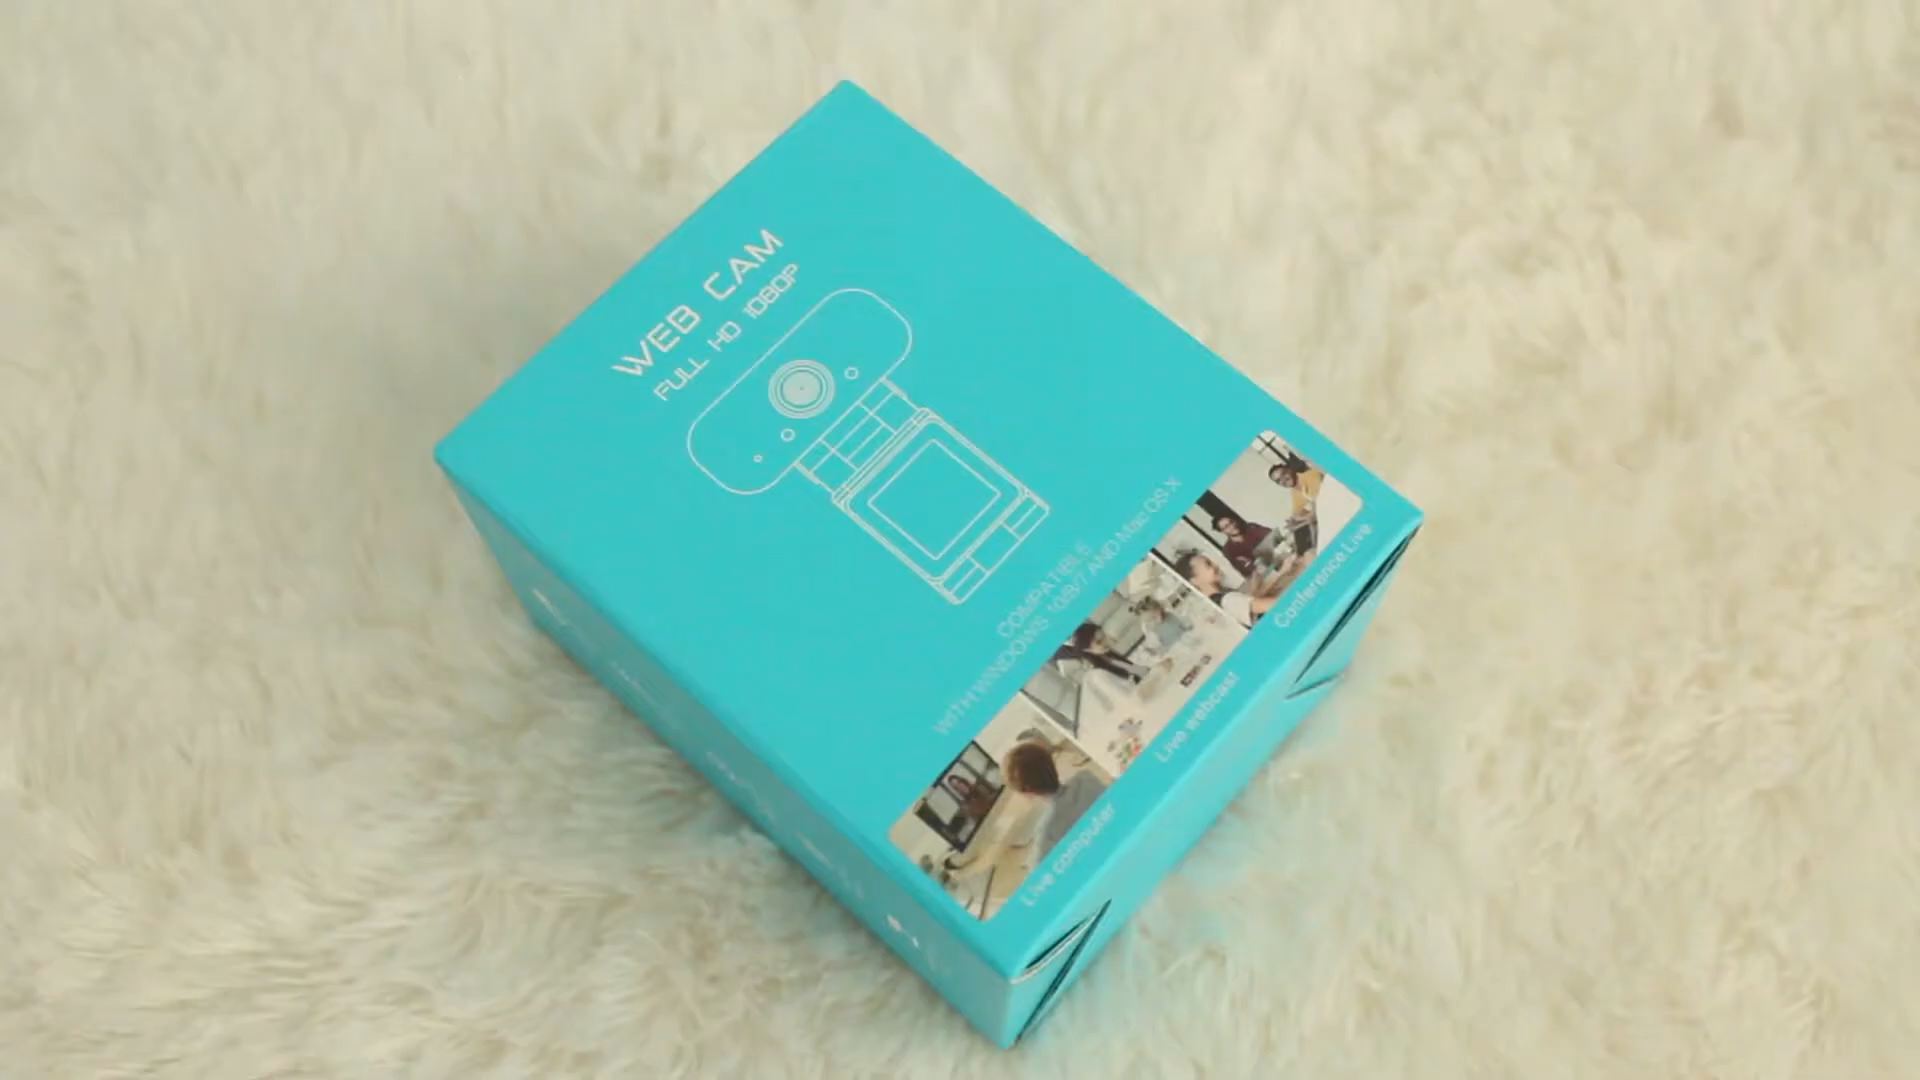 WEB CAM
FULL HD 1080P
COMPATIBLE
WITH WINDOWS 10/8/7 AND Mac OS X
Conference Live
Live webcast
Live computer